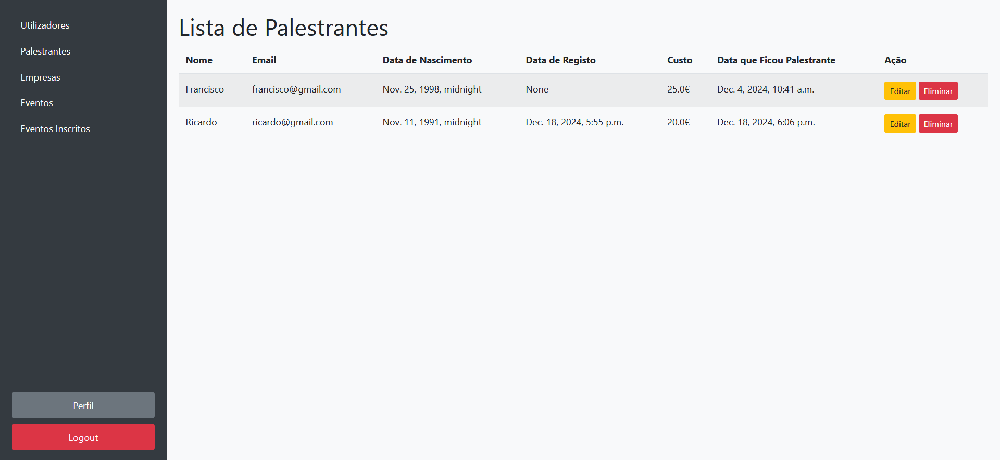 Utilizadores
Palestrantes
Empresas
Eventos
Eventos Inscritos
Perfil
Logout
Lista de Palestrantes
Nome Email Data de Nascimento Data de Registo Custo Data que Ficou Palestrante Ação
Francisco francisco@gmail.com Nov. 25, 1998, midnight None 25.0€ Dec. 4, 2024, 10:41 a.m. Editar Eliminar
Ricardo ricardo@gmail.com Nov. 11, 1991, midnight Dec. 18, 2024, 5:55 p.m. 20.0€ Dec. 18, 2024, 6:06 p.m. Editar Eliminar